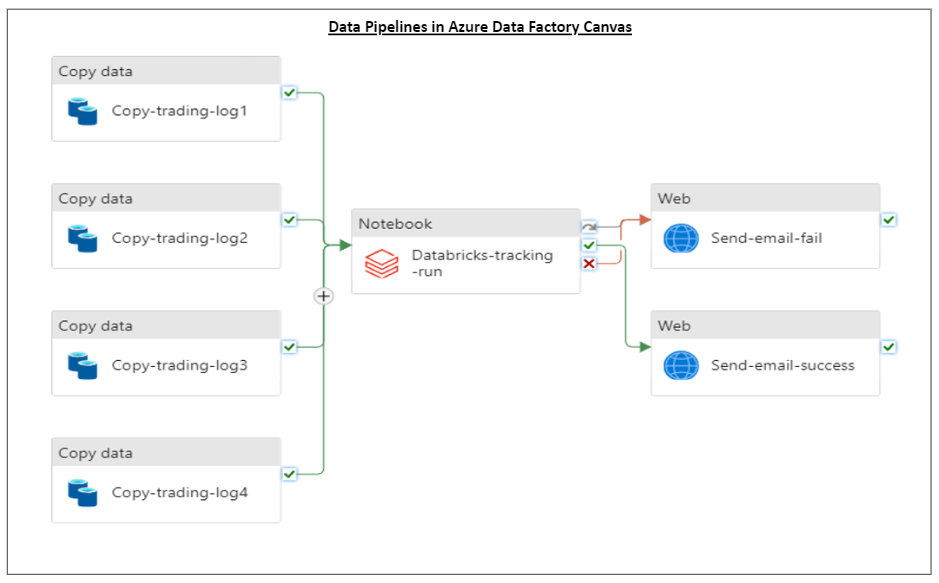 Data Pipelines in Azure Data Factory Canvas
Copy data
Copy-trading-log1
Copy data
Copy-trading-log2
Copy data
Copy-trading-log3
Copy data
Copy-trading-log4
Notebook
Databricks-tracking
-run
Web
Send-email-fail
Web
Send-email-success